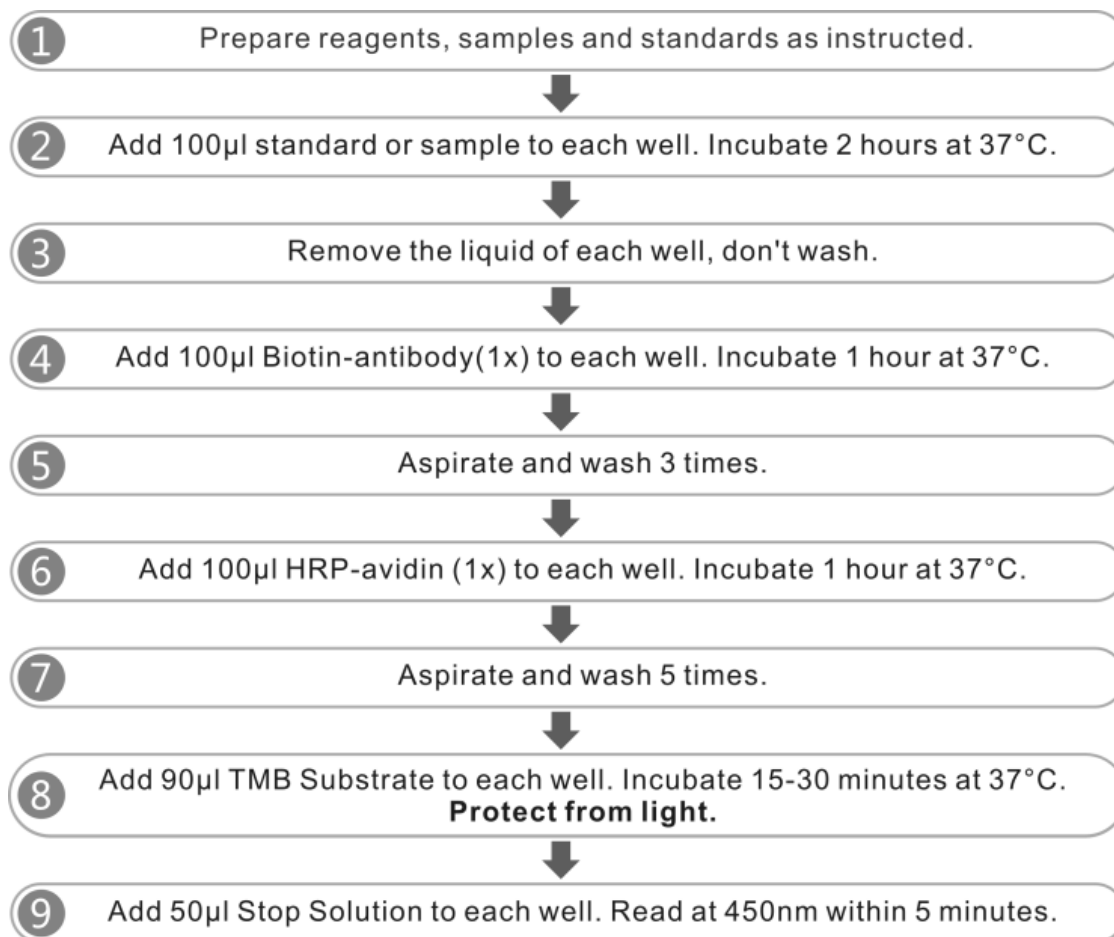 1 Prepare reagents, samples and standards as instructed.
2 Add 100μl standard or sample to each well. Incubate 2 hours at 37°C.
3 Remove the liquid of each well, don't wash.
4 Add 100μl Biotin-antibody(1x) to each well. Incubate 1 hour at 37°C.
5 Aspirate and wash 3 times.
6 Add 100μl HRP-avidin (1x) to each well. Incubate 1 hour at 37°C.
7 Aspirate and wash 5 times.
8 Add 90μl TMB Substrate to each well. Incubate 15-30 minutes at 37°C.
Protect from light.
9 Add 50μl Stop Solution to each well. Read at 450nm within 5 minutes.